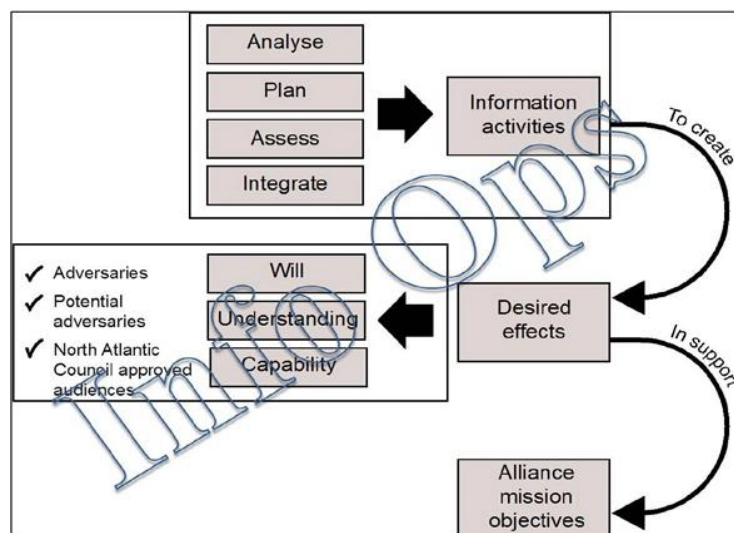 Analyse
Plan
Assess
Integrate
Information
activities
To create
Adversaries
Potential
adversaries
North Atlantic
Council approved
audiences
Will
Understanding
Capability
Desired
effects
In support
Alliance
mission
objectives
Info Ops